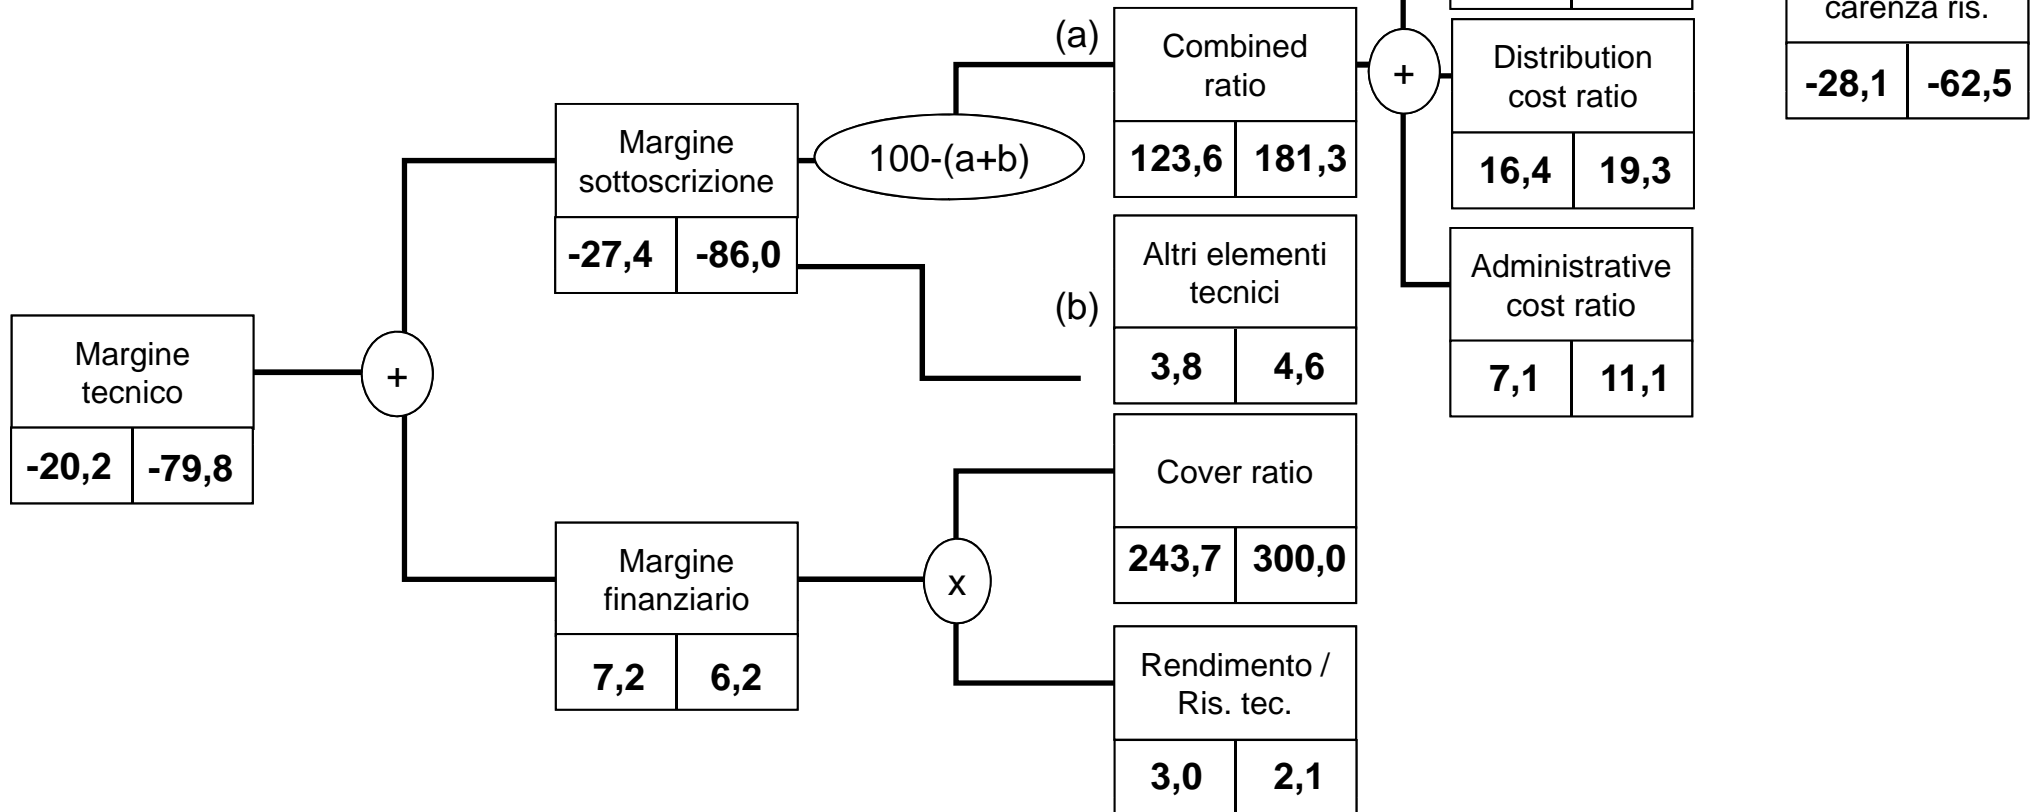 carenza ris.
-28,1 -62,5
(a)
Combined
ratio
123,6 181,3
+
Distribution
cost ratio
16,4 19,3
Margine
sottoscrizione
-27,4 -86,0
100-(a+b)
(b)
Altri elementi
tecnici
3,8 4,6
Administrative
cost ratio
7,1 11,1
Margine
tecnico
-20,2 -79,8
+
Cover ratio
243,7 300,0
Margine
finanziario
7,2 6,2
x
Rendimento /
Ris. tec.
3,0 2,1